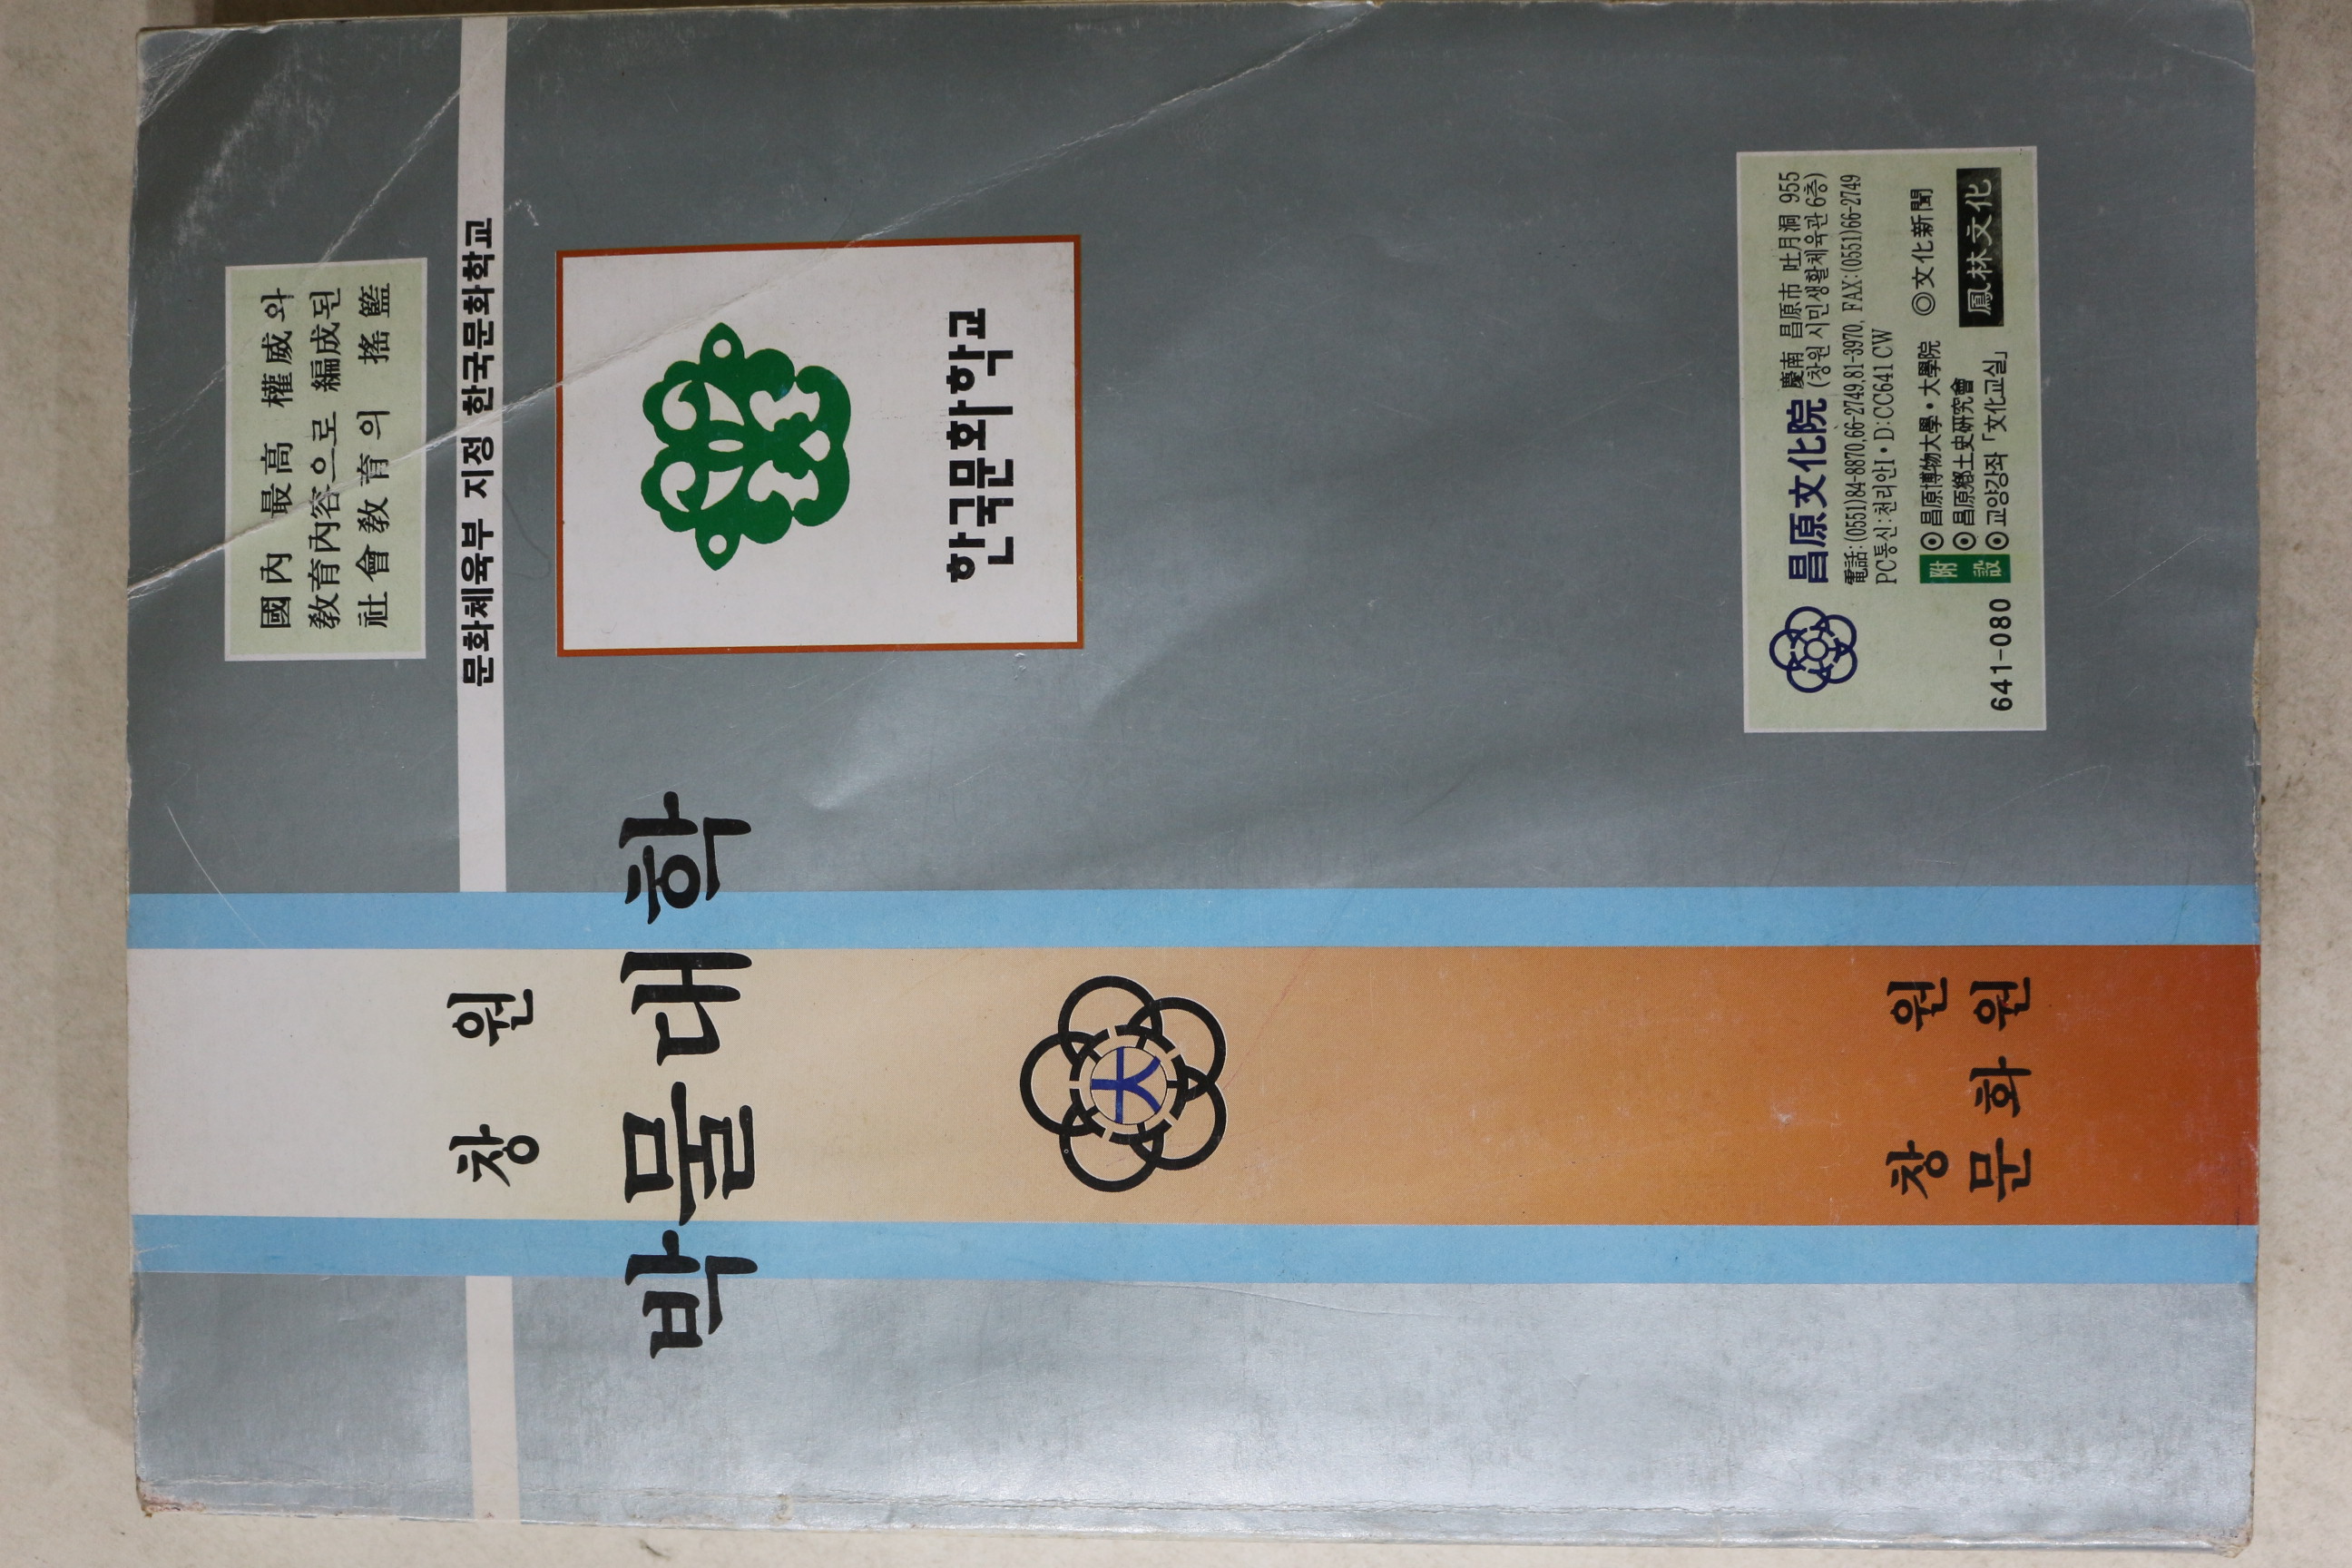 國內 最高 權威와
敎育內容으로 編成된
社會敎育의 搖籃
문화체육부 지정 한국문화학교
한국문화학교
창 원
박물대학
大
창 원
문화원
昌原文化院 慶南 昌原市 吐月洞 955
(창원 시민생활체육관 6층)
電話:(0551)84-8870,66-2749,81-3970, FAX:(0551)66-2749
PC통신:천리안I·D:CC641 CW
附設
◉昌原博物大學·大學院 ◎文化新聞
◉昌原鄕土史硏究會
◉교양강좌「文化교실」 鳳林文化
641-080